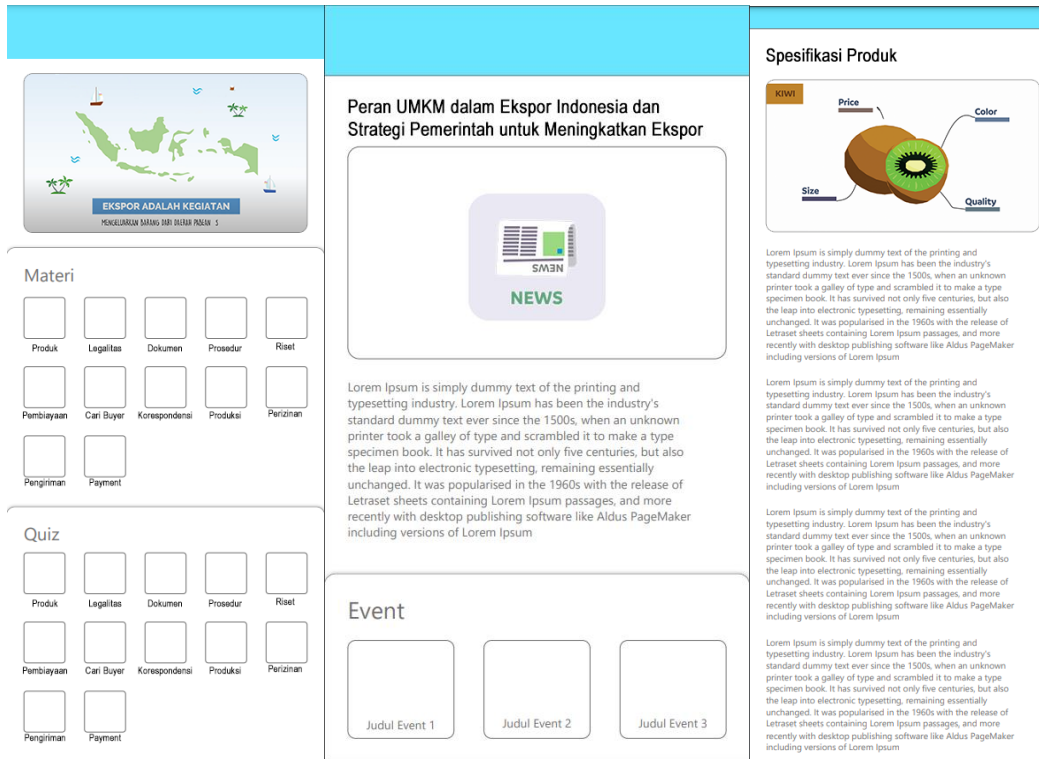 EKSPOR ADALAH KEGIATAN
MENGELUARKAN BARANG DARI DAERAH PABEAN S
Materi
Produk
Legalitas
Dokumen
Prosedur
Riset
Pembiayaan
Cari Buyer
Korespondensi
Produksi
Perizinan
Pengiriman
Payment
Quiz
Produk
Legalitas
Dokumen
Prosedur
Riset
Pembiayaan
Cari Buyer
Korespondensi
Produksi
Perizinan
Pengiriman
Payment
Peran UMKM dalam Ekspor Indonesia dan
Strategi Pemerintah untuk Meningkatkan Ekspor
NEWS
NEWS
Lorem Ipsum is simply dummy text of the printing and
typesetting industry. Lorem Ipsum has been the industry's
standard dummy text ever since the 1500s, when an unknown
printer took a galley of type and scrambled it to make a type
specimen book. It has survived not only five centuries, but also
the leap into electronic typesetting, remaining essentially
unchanged. It was popularised in the 1960s with the release of
Letraset sheets containing Lorem Ipsum passages, and more
recently with desktop publishing software like Aldus PageMaker
including versions of Lorem Ipsum
Event
Judul Event 1
Judul Event 2
Judul Event 3
Spesifikasi Produk
KIWI
Price
Color
Size
Quality
Lorem Ipsum is simply dummy text of the printing and
typesetting industry. Lorem Ipsum has been the industry's
standard dummy text ever since the 1500s, when an unknown
printer took a galley of type and scrambled it to make a type
specimen book. It has survived not only five centuries, but also
the leap into electronic typesetting, remaining essentially
unchanged. It was popularised in the 1960s with the release of
Letraset sheets containing Lorem Ipsum passages, and more
recently with desktop publishing software like Aldus PageMaker
including versions of Lorem Ipsum
Lorem Ipsum is simply dummy text of the printing and
typesetting industry. Lorem Ipsum has been the industry's
standard dummy text ever since the 1500s, when an unknown
printer took a galley of type and scrambled it to make a type
specimen book. It has survived not only five centuries, but also
the leap into electronic typesetting, remaining essentially
unchanged. It was popularised in the 1960s with the release of
Letraset sheets containing Lorem Ipsum passages, and more
recently with desktop publishing software like Aldus PageMaker
including versions of Lorem Ipsum
Lorem Ipsum is simply dummy text of the printing and
typesetting industry. Lorem Ipsum has been the industry's
standard dummy text ever since the 1500s, when an unknown
printer took a galley of type and scrambled it to make a type
specimen book. It has survived not only five centuries, but also
the leap into electronic typesetting, remaining essentially
unchanged. It was popularised in the 1960s with the release of
Letraset sheets containing Lorem Ipsum passages, and more
recently with desktop publishing software like Aldus PageMaker
including versions of Lorem Ipsum
Lorem Ipsum is simply dummy text of the printing and
typesetting industry. Lorem Ipsum has been the industry's
standard dummy text ever since the 1500s, when an unknown
printer took a galley of type and scrambled it to make a type
specimen book. It has survived not only five centuries, but also
the leap into electronic typesetting, remaining essentially
unchanged. It was popularised in the 1960s with the release of
Letraset sheets containing Lorem Ipsum passages, and more
recently with desktop publishing software like Aldus PageMaker
including versions of Lorem Ipsum